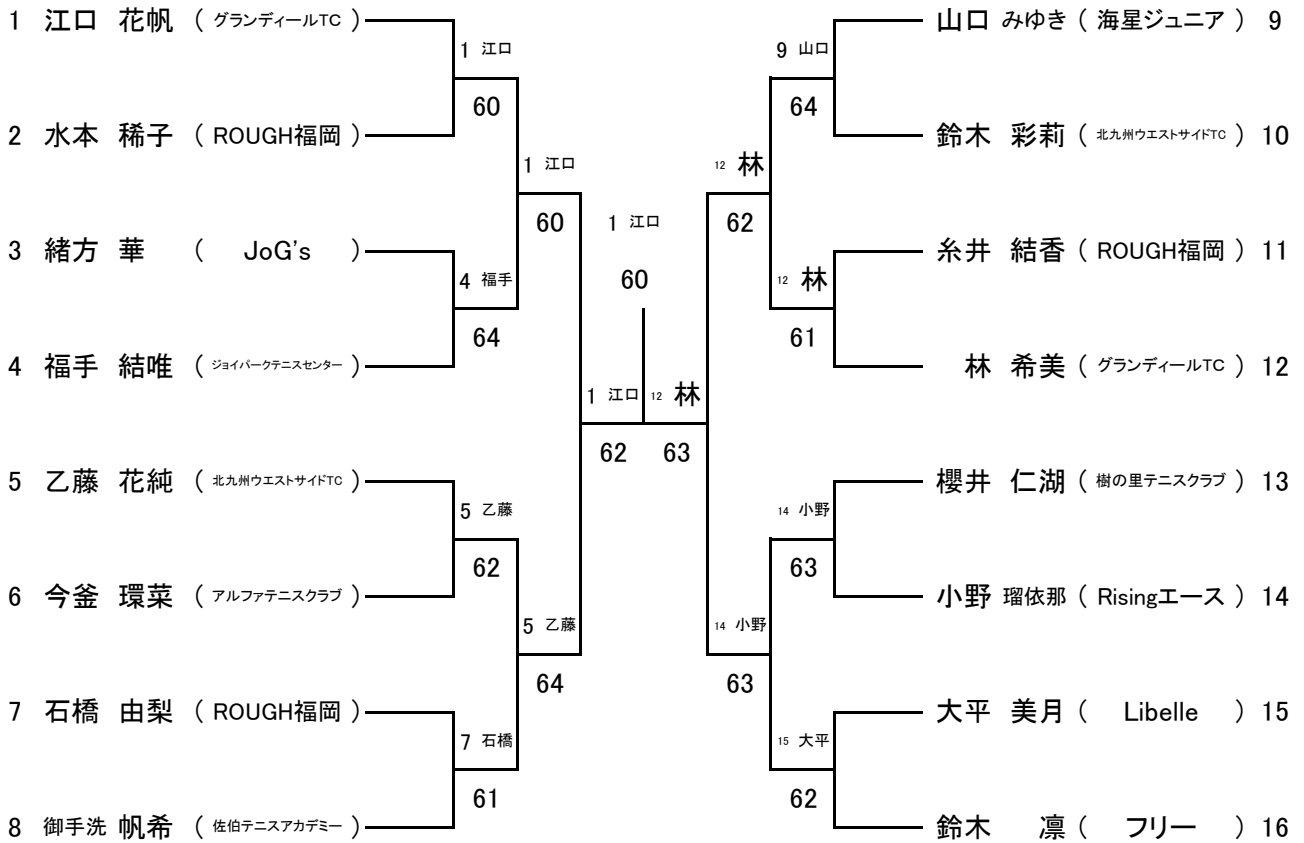 1 江口 花帆 ( グランディールTC )
山口 みゆき ( 海星ジュニア ) 9
1 江口
9 山口
60
64
2 水本 稀子 ( ROUGH福岡 )
鈴木 彩莉 ( 北九州ウエストサイドTC ) 10
1 江口
12 林
60
1 江口
62
3 緒方 華 ( JoG's )
糸井 結香 ( ROUGH福岡 ) 11
4 福手
60
12 林
64
61
4 福手 結唯 ( ジョイパークテニスセンター )
林 希美 ( グランディールTC ) 12
1 江口
12 林
62
63
5 乙藤 花純 ( 北九州ウエストサイドTC )
櫻井 仁湖 ( 樹の里テニスクラブ ) 13
5 乙藤
14 小野
62
63
6 今釜 環菜 ( アルファテニスクラブ )
小野 瑠依那 ( Risingエース ) 14
5 乙藤
14 小野
64
63
7 石橋 由梨 ( ROUGH福岡 )
大平 美月 ( Libelle ) 15
7 石橋
15 大平
61
62
8 御手洗 帆希 ( 佐伯テニスアカデミー )
鈴木 凛 ( フリー ) 16